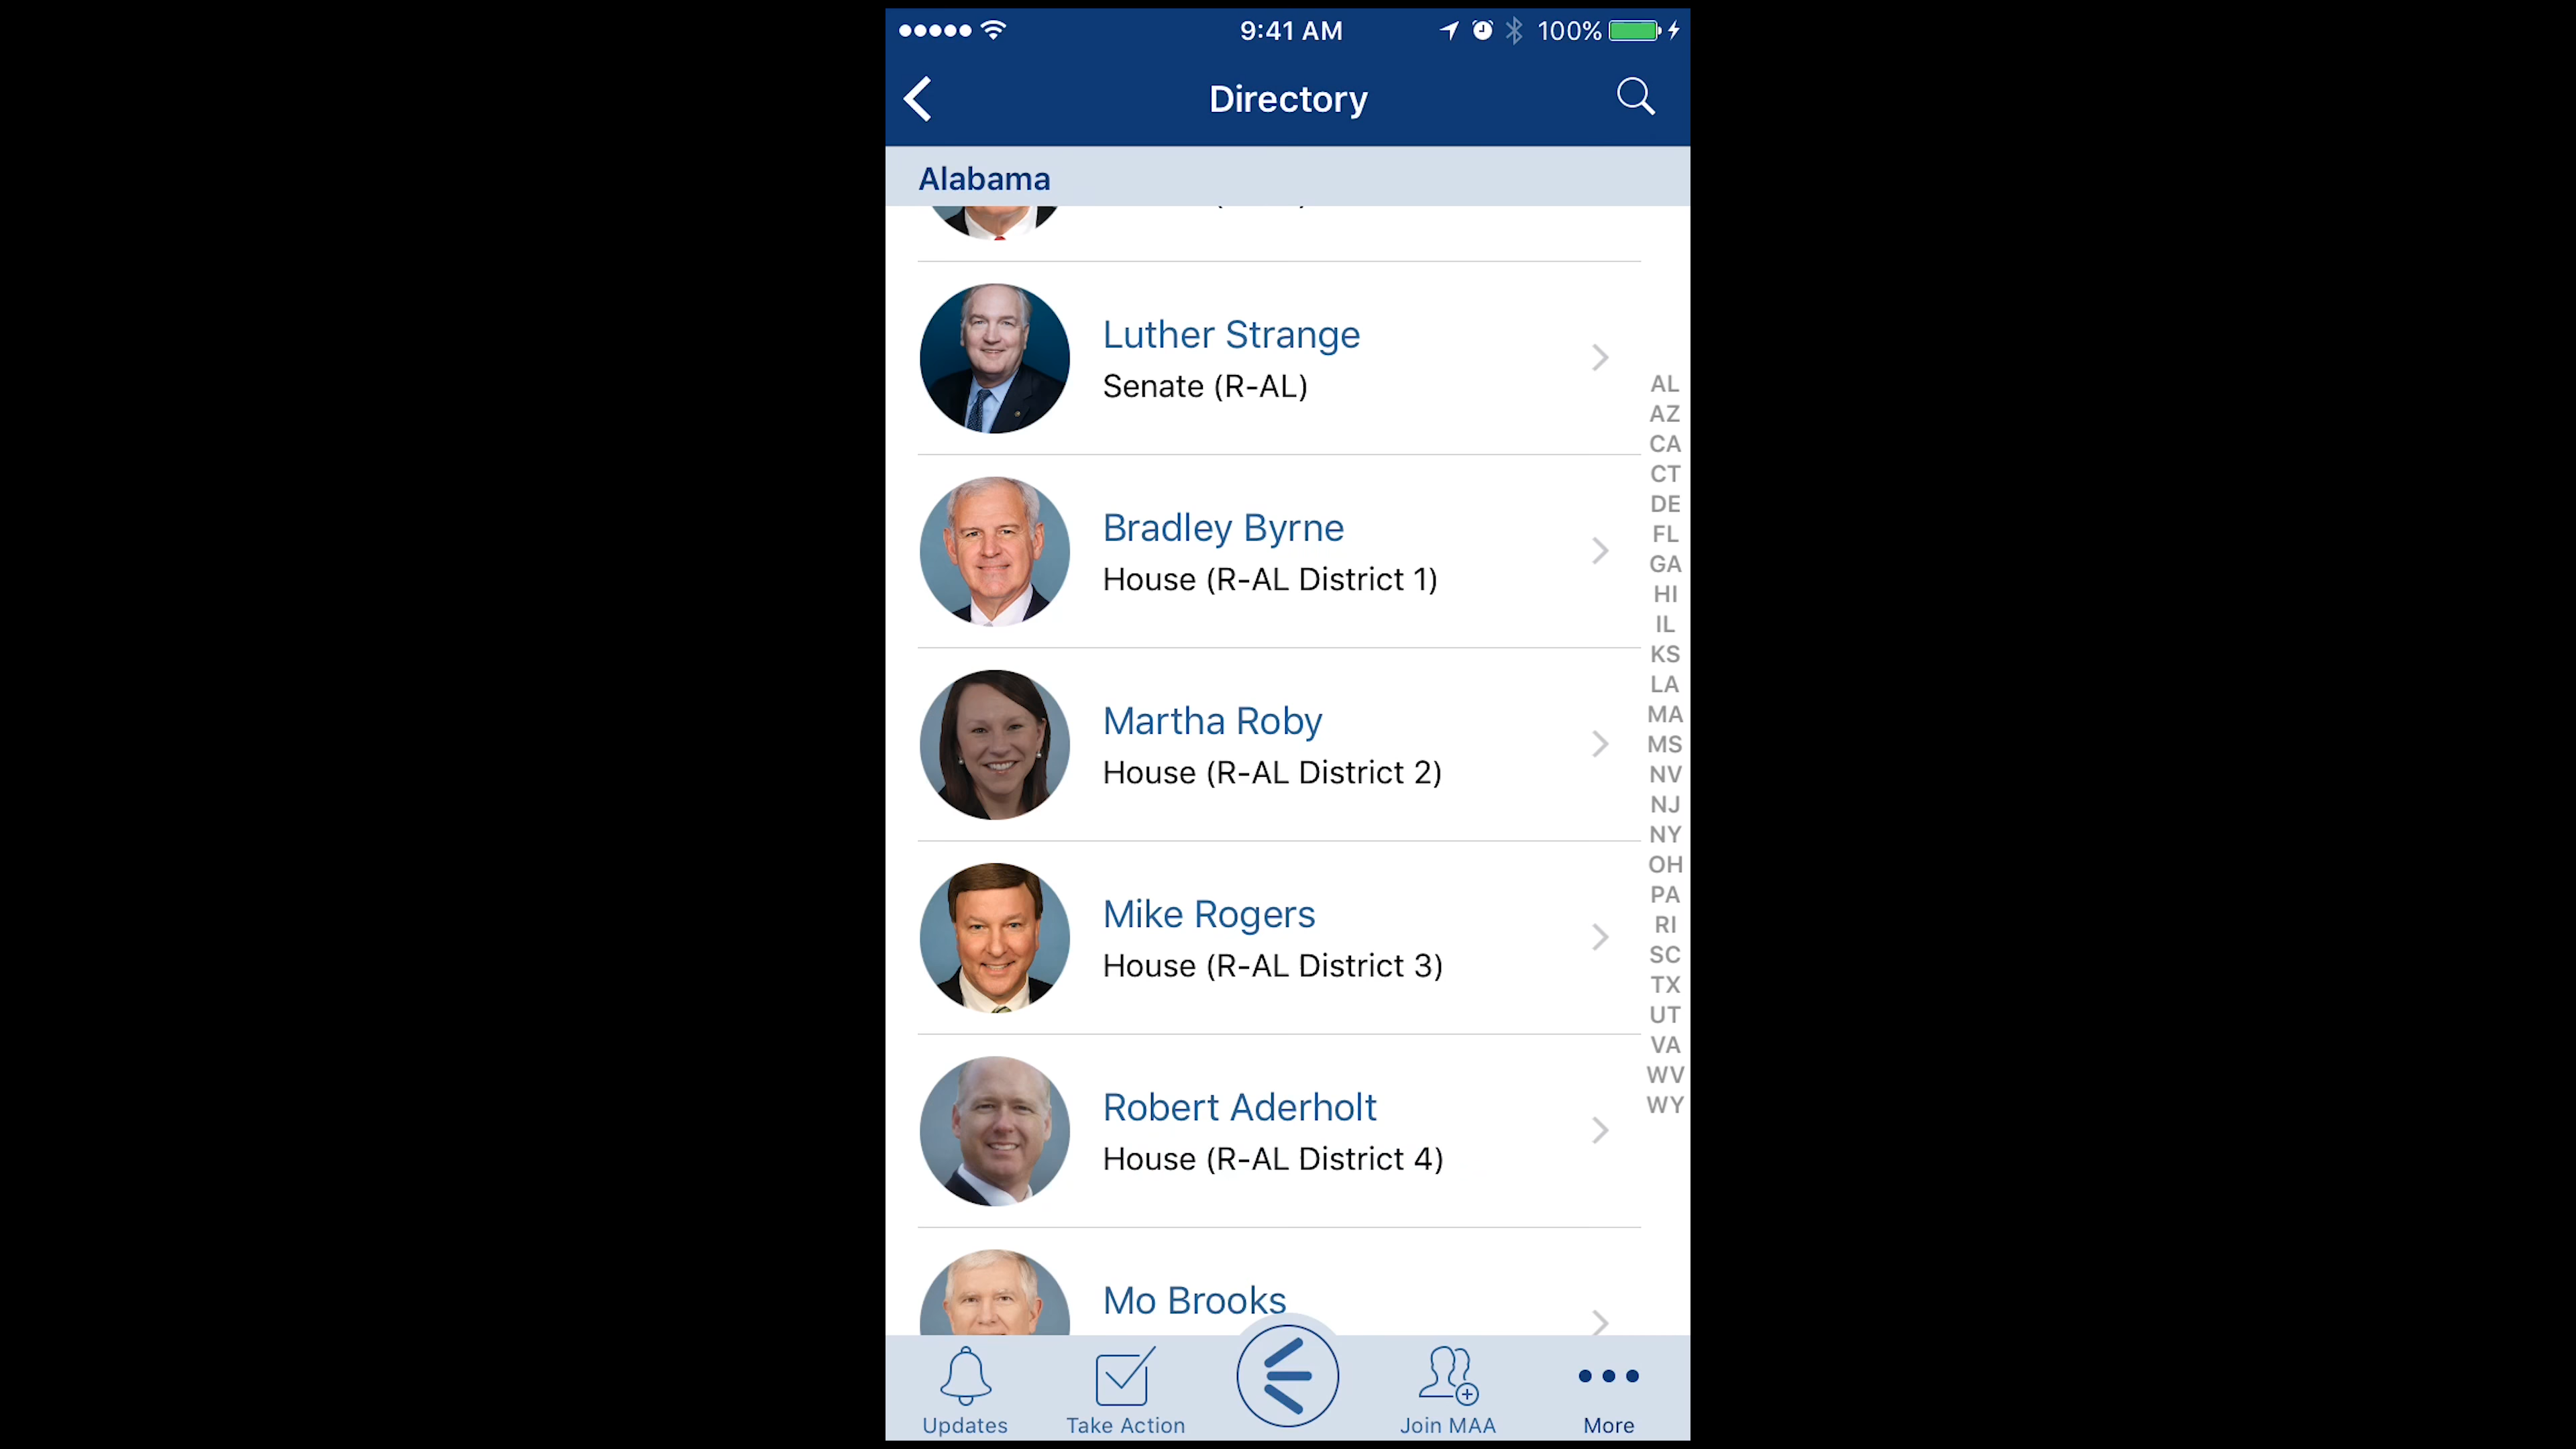 9:41 AM
100%
Directory
Alabama
Luther Strange
Senate (R-AL)
Bradley Byrne
House (R-AL District 1)
Martha Roby
House (R-AL District 2)
Mike Rogers
House (R-AL District 3)
Robert Aderholt
House (R-AL District 4)
Mo Brooks
AL
AZ
CA
CT
DE
FL
GA
HI
IL
KS
LA
MA
MS
NV
NJ
NY
OH
PA
RI
SC
TX
UT
VA
WV
WY
Updates
Take Action
Join MAA
More